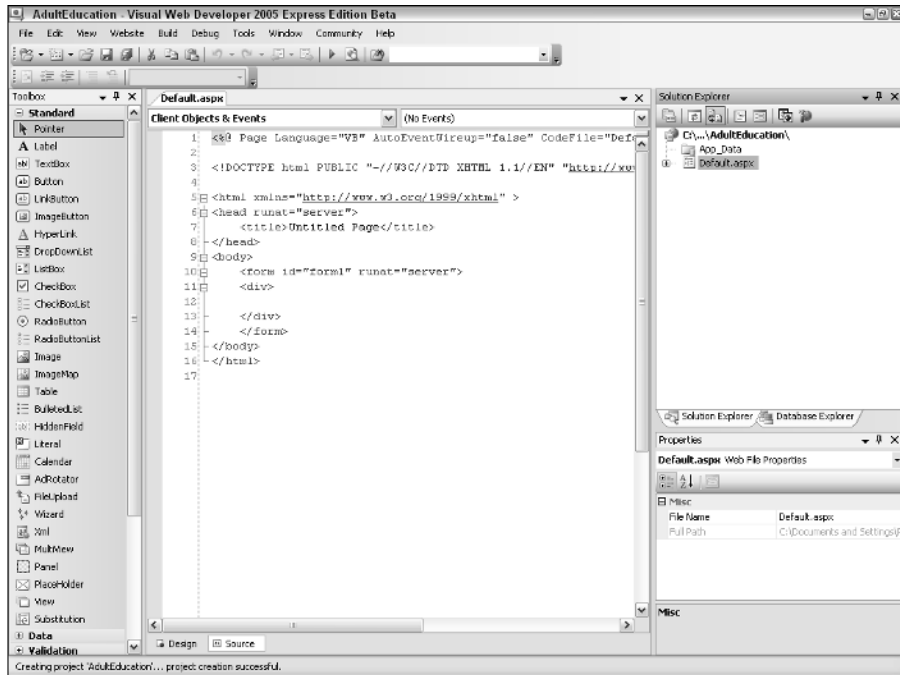 AdultEducation - Visual Web Developer 2005 Express Edition Beta
File Edit View Website Build Debug Tools Window Community Help
Toolbox
Standard
Pointer
Label
TextBox
Button
LinkButton
ImageButton
HyperLink
DropDownList
ListBox
CheckBox
CheckBoxList
RadioButton
RadioButtonList
Image
ImageMap
Table
BulletedList
HiddenField
Literal
Calendar
AdRotator
FileUpload
Wizard
Xml
MultiView
Panel
PlaceHolder
View
Substitution
Data
Validation
Default.aspx
Client Objects & Events (No Events)
1 <%@ Page Language="VB" AutoEventWireup="false" CodeFile="Defa
2
3 <!DOCTYPE html PUBLIC "-//W3C//DTD XHTML 1.1//EN" "http://ww
4
5 <html xmlns="http://www.w3.org/1999/xhtml" >
6 <head runat="server">
7 <title>Untitled Page</title>
8 </head>
9 <body>
10 <form id="form1" runat="server">
11 <div>
12
13 </div>
14 </form>
15 </body>
16 </html>
17
Design Source
Solution Explorer
C:\...\AdultEducation\
App_Data
Default.aspx
Solution Explorer Database Explorer
Properties
Default.aspx Web File Properties
Misc
File Name Default.aspx
Full Path C:\Documents and Settings\
Misc
Creating project 'AdultEducation'... project creation successful.